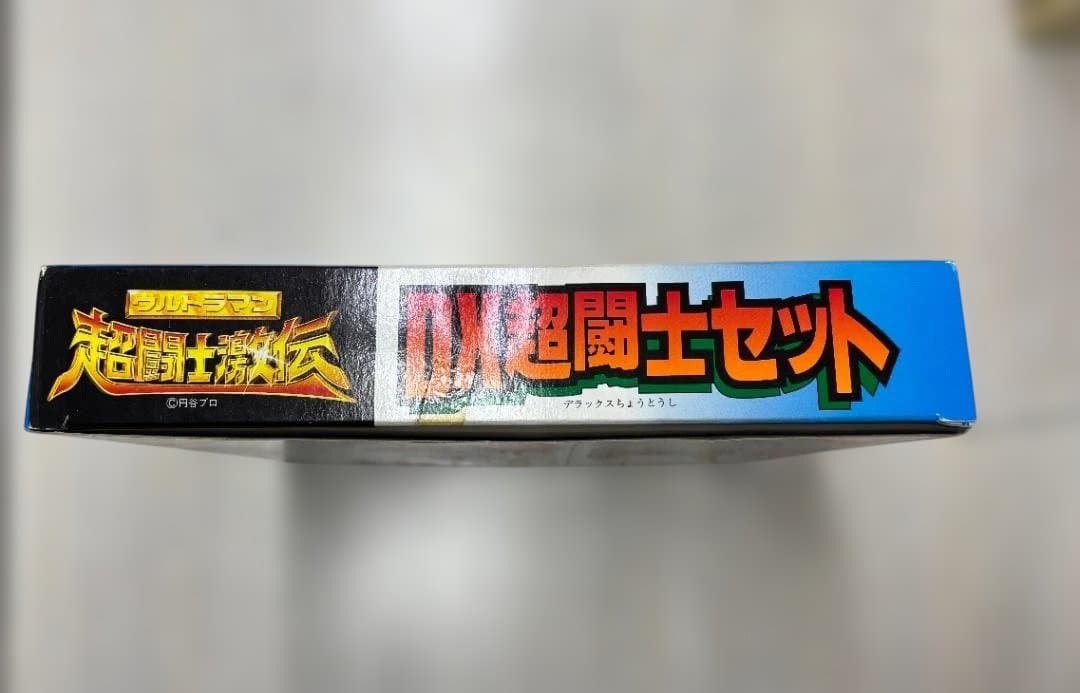 ウルトラマン
超闘士激伝
©円谷プロ
DX超闘士セット
デラックスちょうとうし